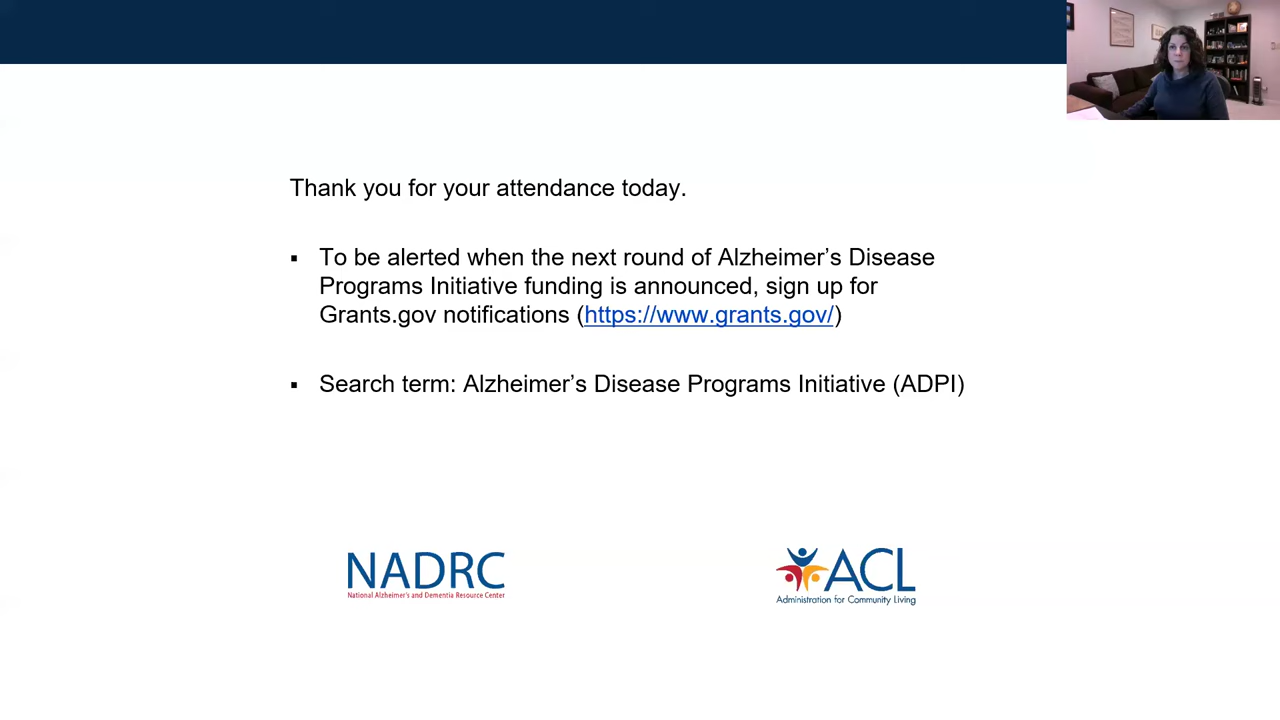 Thank you for your attendance today.
▪ To be alerted when the next round of Alzheimer’s Disease
Programs Initiative funding is announced, sign up for
Grants.gov notifications (https://www.grants.gov/)
▪ Search term: Alzheimer’s Disease Programs Initiative (ADPI)
NADRC
National Alzheimer's and Dementia Resource Center
ACL
Administration for Community Living